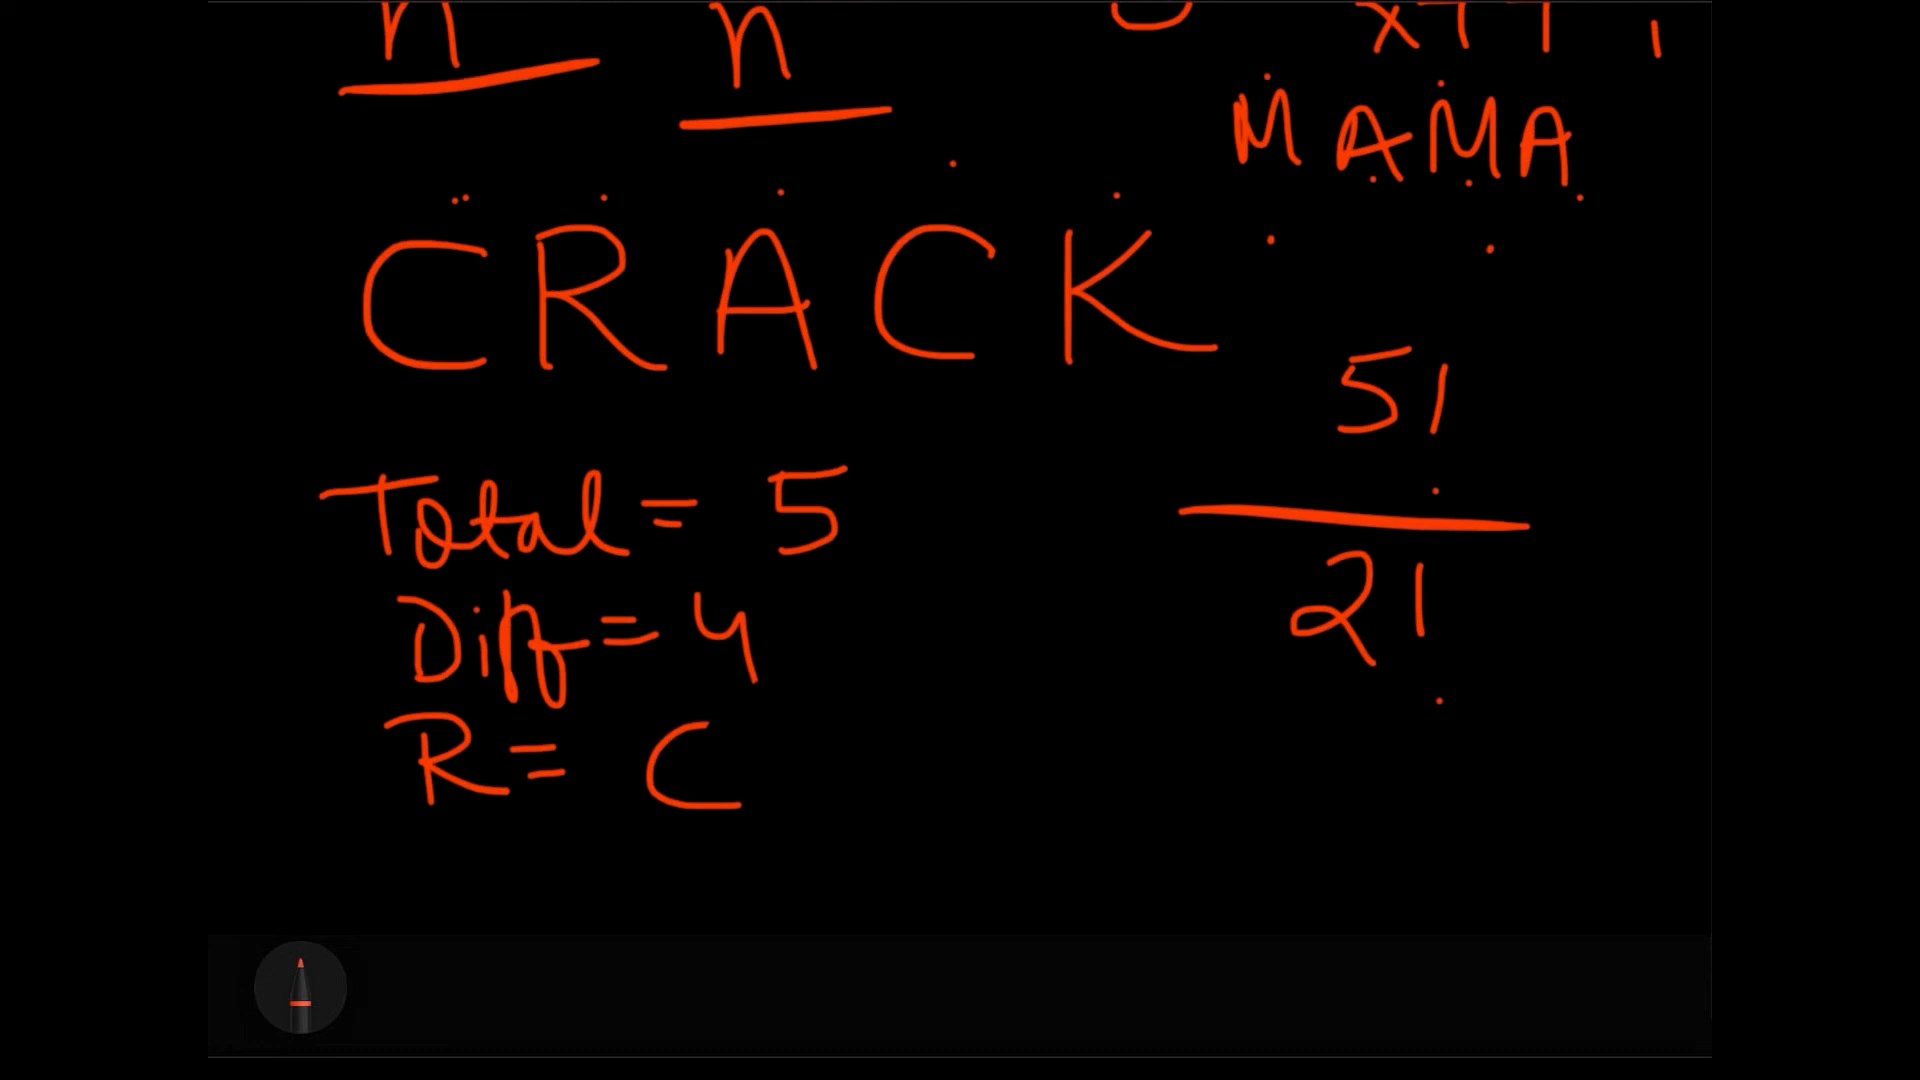 n n
MAMA
CRACK
51
21
Total = 5
Diff = 4
R = C